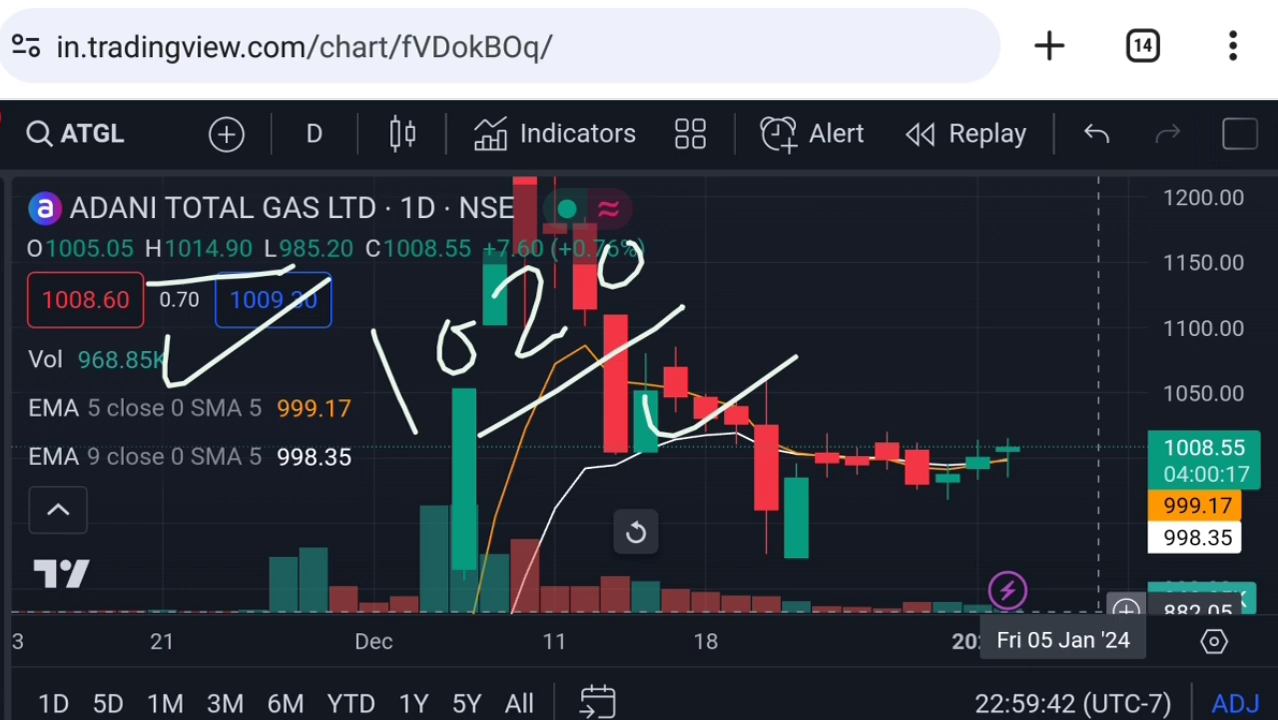 in.tradingview.com/chart/fVDokBOq/
14
ATGL D Indicators Alert Replay
ADANI TOTAL GAS LTD · 1D · NSE
O1005.05 H1014.90 L985.20 C1008.55 +7.60 (+0.76%)
1008.60 0.70 1009.30
Vol 968.85K
EMA 5 close 0 SMA 5 999.17
EMA 9 close 0 SMA 5 998.35
1020
1200.00
1150.00
1100.00
1050.00
1008.55
04:00:17
999.17
998.35
882.05
3 21 Dec 11 18 Fri 05 Jan '24
1D 5D 1M 3M 6M YTD 1Y 5Y All 22:59:42 (UTC-7) ADJ